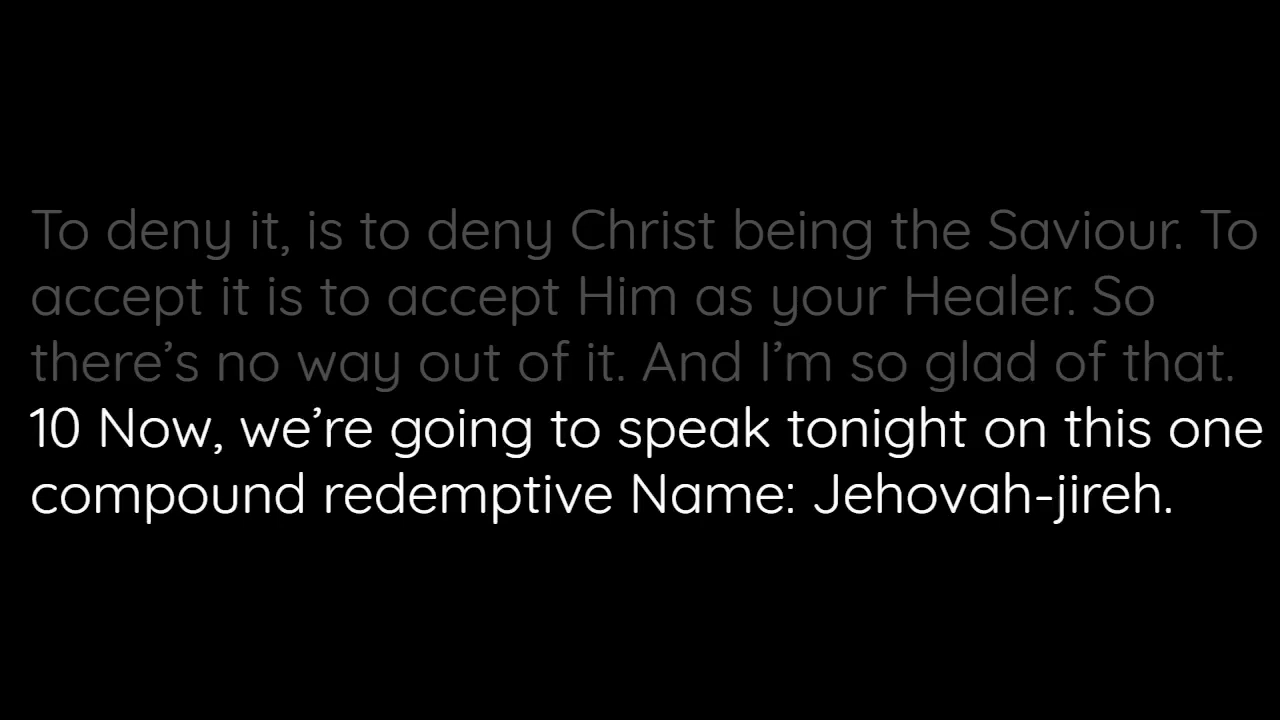 To deny it, is to deny Christ being the Saviour. To
accept it is to accept Him as your Healer. So
there’s no way out of it. And I’m so glad of that.
10 Now, we’re going to speak tonight on this one
compound redemptive Name: Jehovah-jireh.